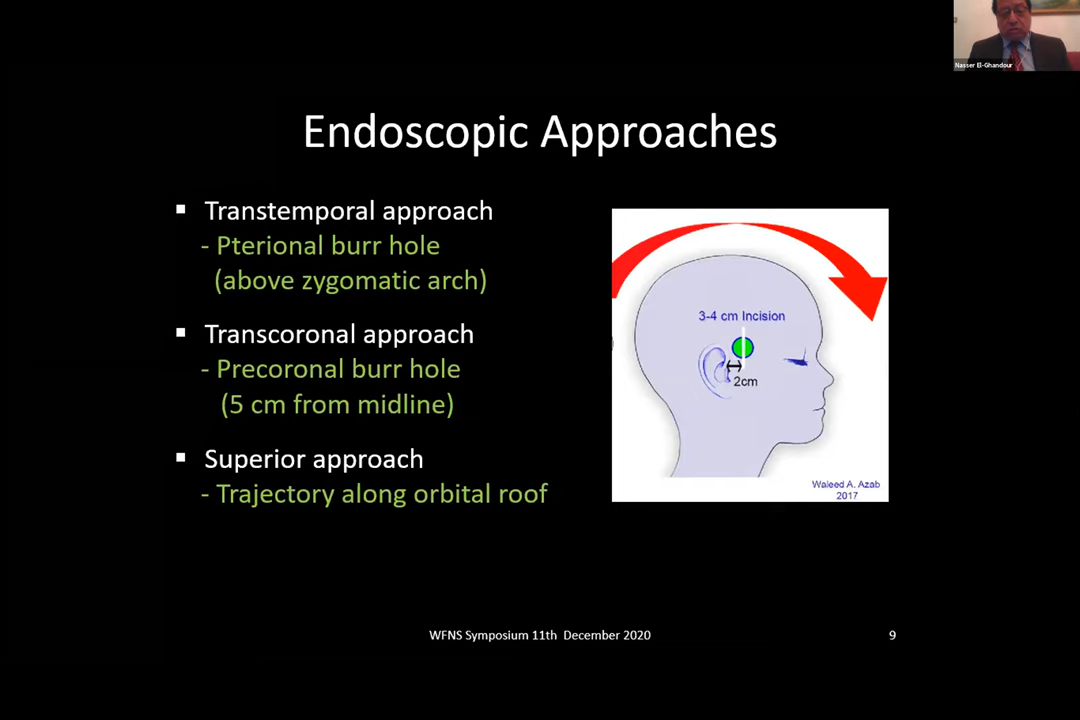 Nasser El-Ghandour
Endoscopic Approaches
▪ Transtemporal approach
- Pterional burr hole
(above zygomatic arch)
▪ Transcoronal approach
- Precoronal burr hole
(5 cm from midline)
▪ Superior approach
- Trajectory along orbital roof
3-4 cm Incision
2cm
Waleed A. Azab
2017
WFNS Symposium 11th December 2020
9